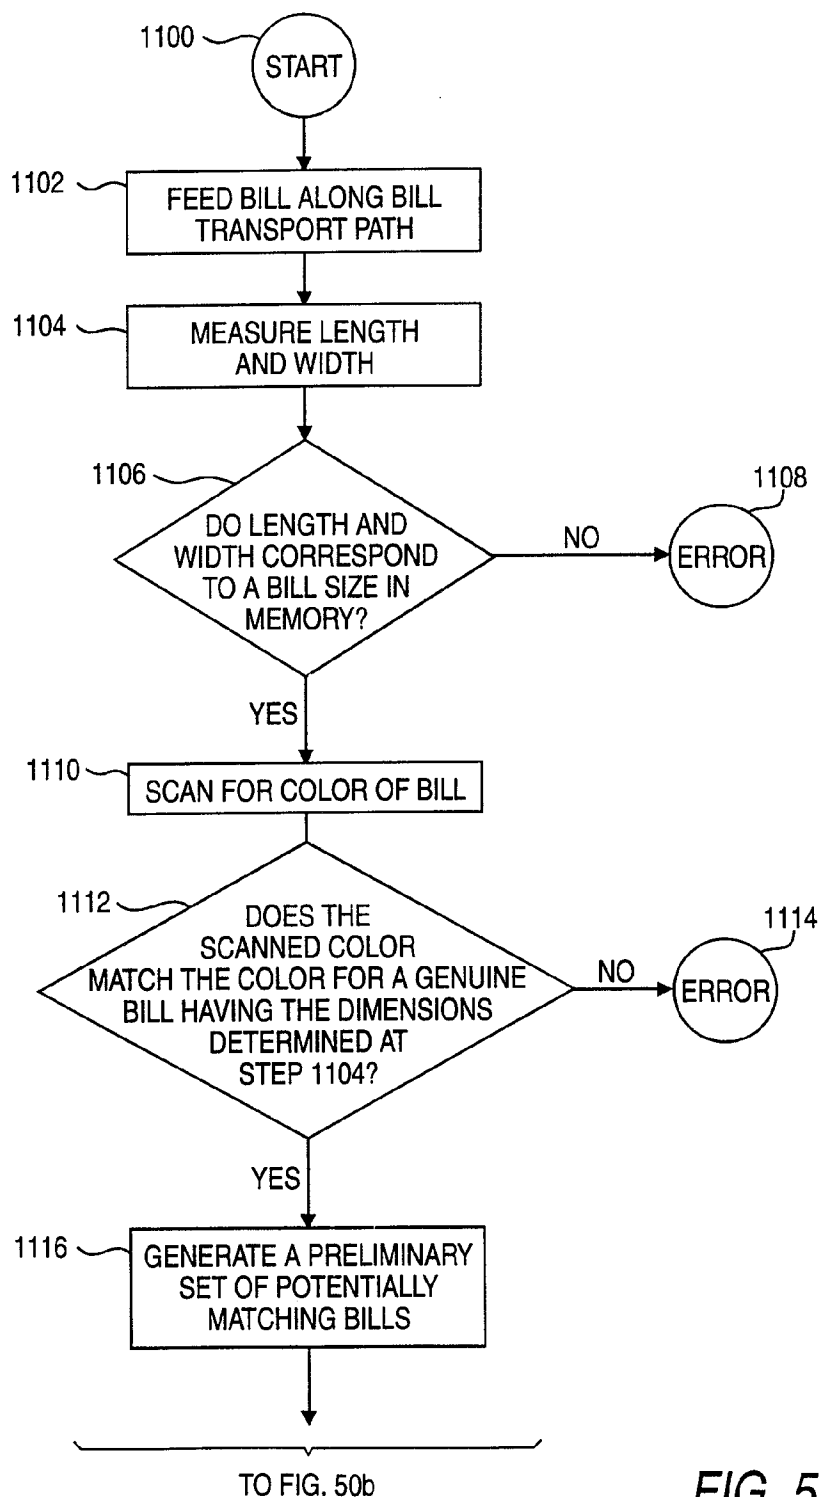 1100
START
1102
FEED BILL ALONG BILL
TRANSPORT PATH
1104
MEASURE LENGTH
AND WIDTH
1106
DO LENGTH AND
WIDTH CORRESPOND
TO A BILL SIZE IN
MEMORY?
NO
1108
ERROR
YES
1110
SCAN FOR COLOR OF BILL
1112
DOES THE
SCANNED COLOR
MATCH THE COLOR FOR A GENUINE
BILL HAVING THE DIMENSIONS
DETERMINED AT
STEP 1104?
NO
1114
ERROR
YES
1116
GENERATE A PRELIMINARY
SET OF POTENTIALLY
MATCHING BILLS
TO FIG. 50b
FIG. 5